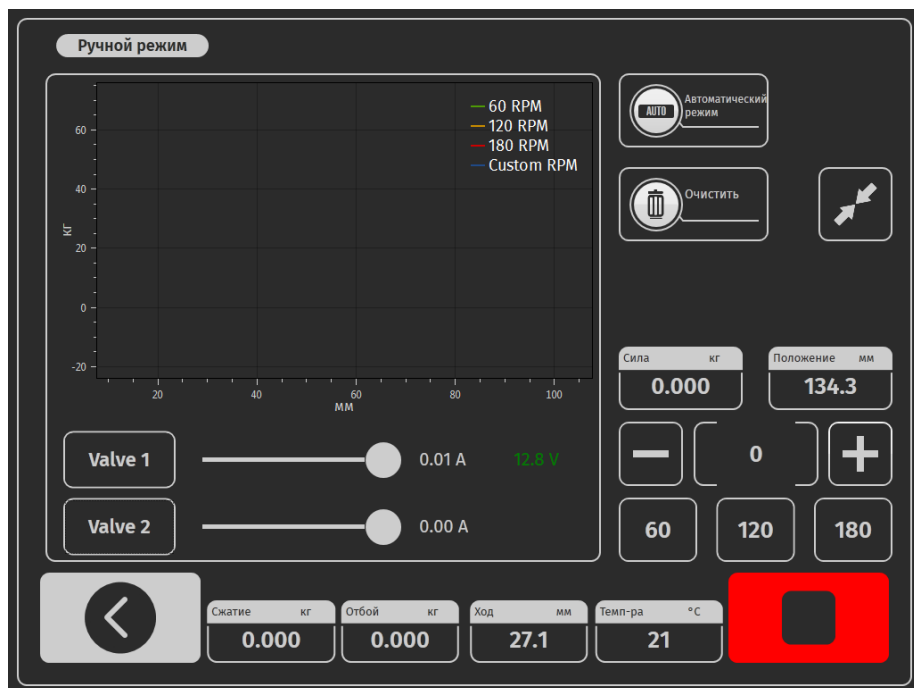 Ручной режим
60 RPM
120 RPM
180 RPM
Custom RPM
60
40
20
0
-20
кг
20
40
60
80
100
мм
AUTO
Автоматический
режим
Очистить
Сила кг
0.000
Положение мм
134.3
0
60
120
180
Valve 1
0.01 A
12.8 V
Valve 2
0.00 A
Сжатие кг
0.000
Отбой кг
0.000
Ход мм
27.1
Темп-ра °C
21